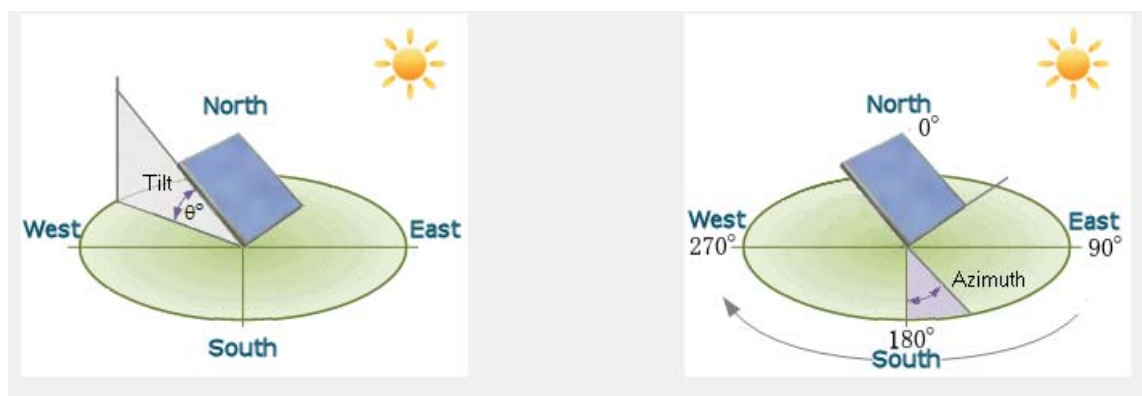 North
Tilt
θ°
West
East
South
North
0°
West
270°
East
90°
Azimuth
180°
South